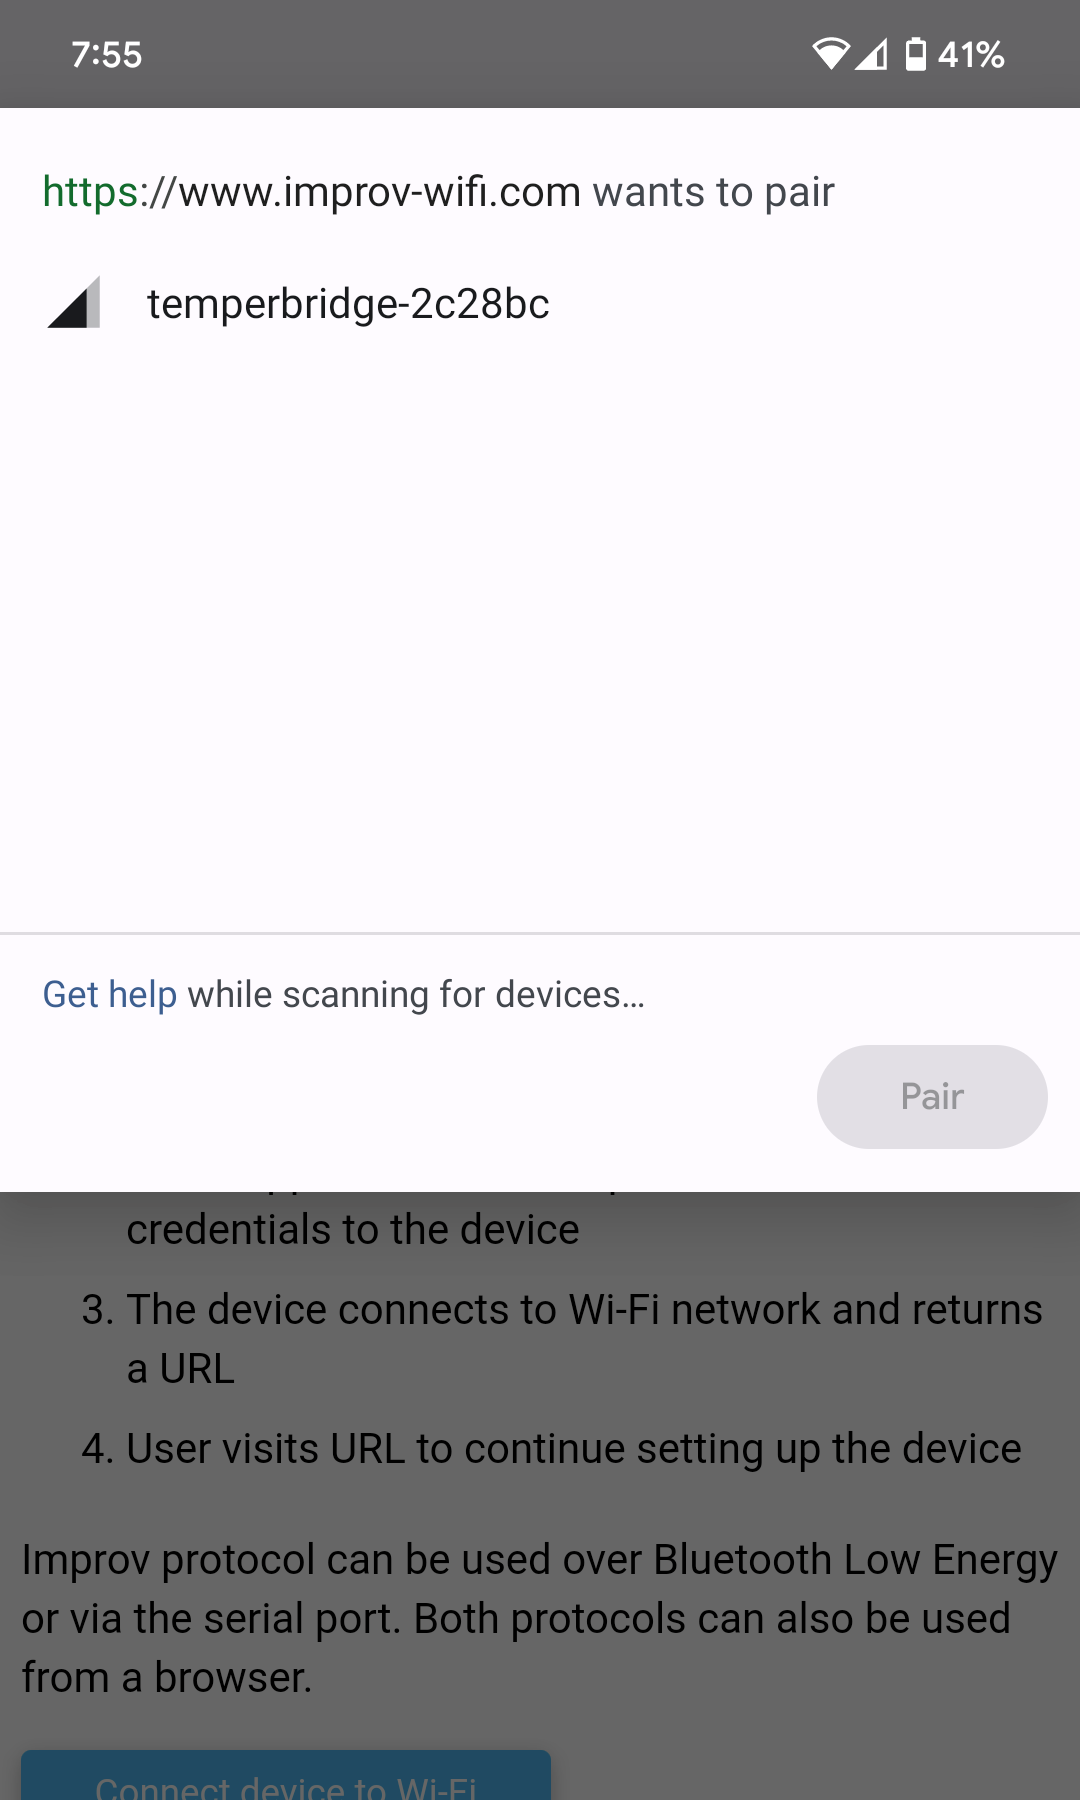 7:55
41%
https://www.improv-wifi.com wants to pair
temperbridge-2c28bc
Get help while scanning for devices...
Pair
credentials to the device
3. The device connects to Wi-Fi network and returns
a URL
4. User visits URL to continue setting up the device
Improv protocol can be used over Bluetooth Low Energy
or via the serial port. Both protocols can also be used
from a browser.
Connect device to Wi-Fi